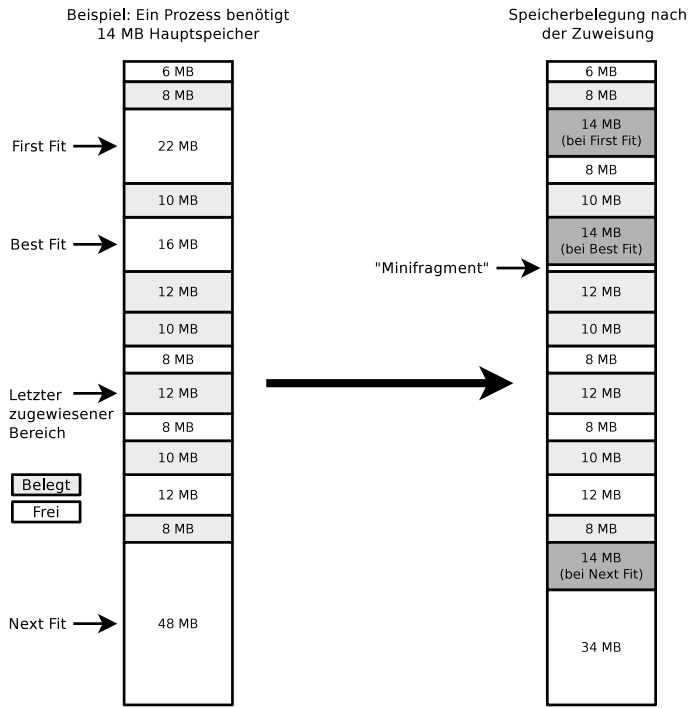 Beispiel: Ein Prozess benötigt
14 MB Hauptspeicher
6 MB
8 MB
First Fit
22 MB
10 MB
Best Fit
16 MB
12 MB
10 MB
8 MB
Letzter
zugewiesener
Bereich
12 MB
8 MB
Belegt
Frei
10 MB
12 MB
8 MB
Next Fit
48 MB
Speicherbelegung nach
der Zuweisung
6 MB
8 MB
14 MB
(bei First Fit)
8 MB
10 MB
14 MB
(bei Best Fit)
"Minifragment"
12 MB
10 MB
8 MB
12 MB
8 MB
10 MB
12 MB
8 MB
14 MB
(bei Next Fit)
34 MB